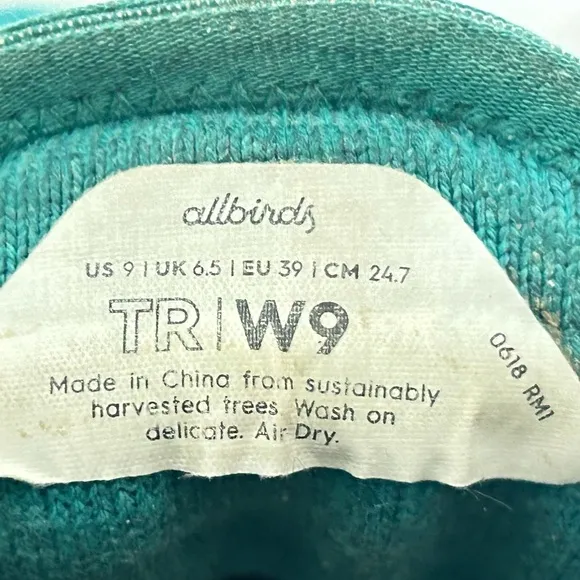 allbirds
US 9 | UK 6.5 | EU 39 | CM 24.7
TR|W9
Made in China from sustainably
harvested trees. Wash on
delicate. Air Dry.
0618 RM1